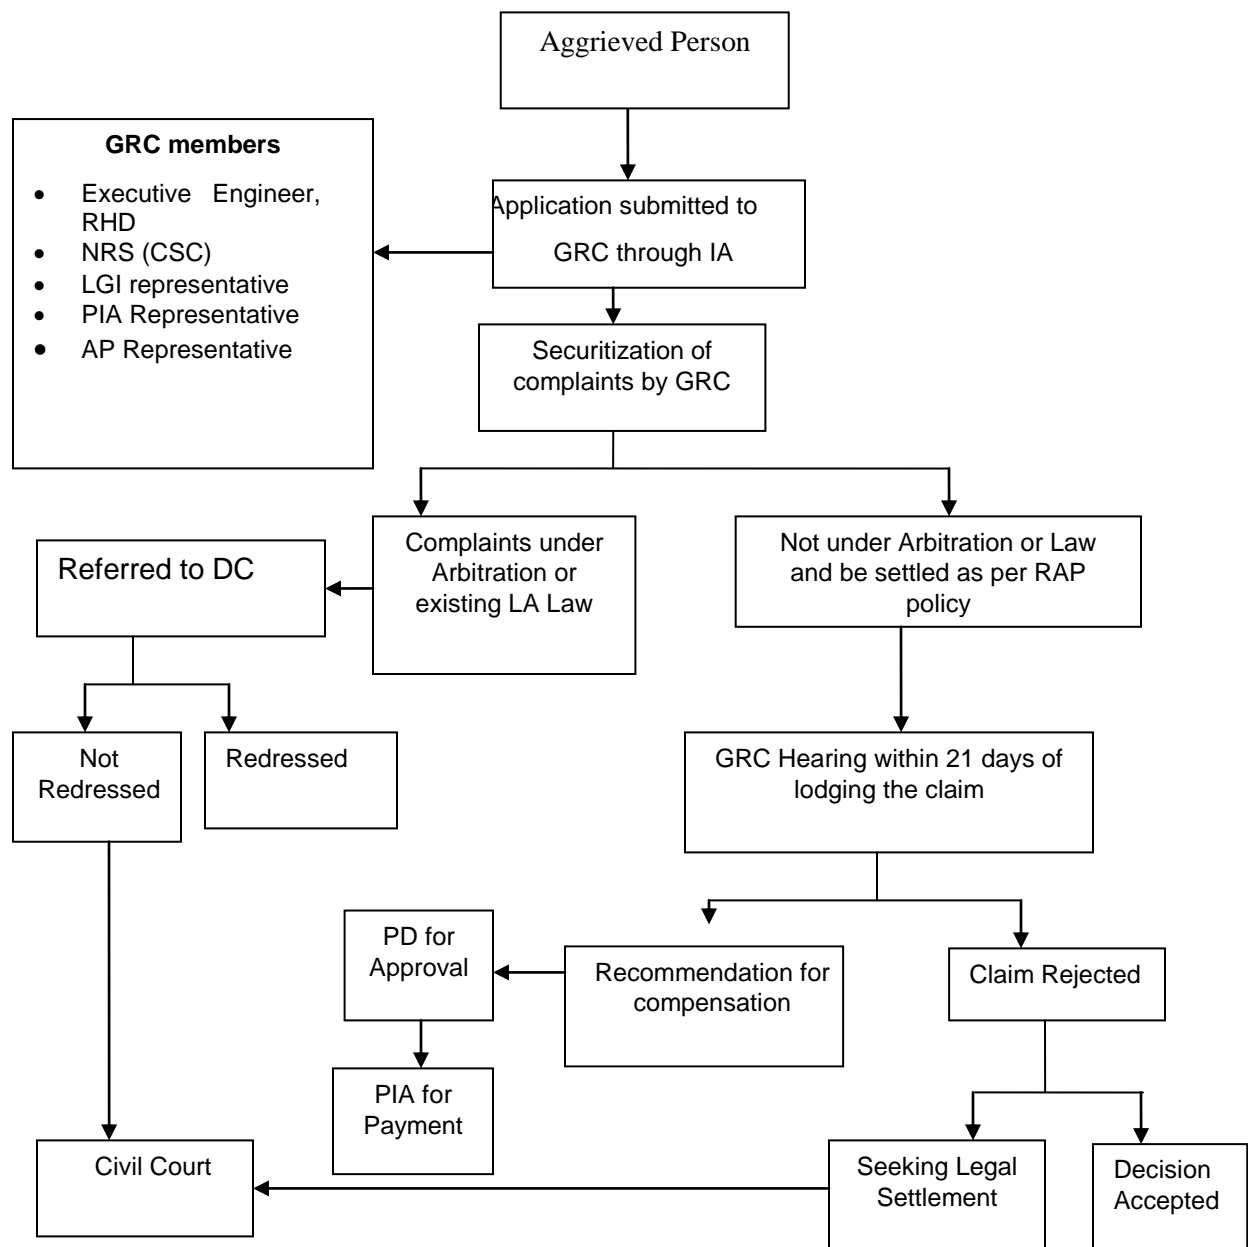 Aggrieved Person
GRC members
• Executive Engineer,
RHD
• NRS (CSC)
• LGI representative
• PIA Representative
• AP Representative
Application submitted to
GRC through IA
Securitization of
complaints by GRC
Referred to DC
Complaints under
Arbitration or
existing LA Law
Not under Arbitration or Law
and be settled as per RAP
policy
Not
Redressed
Redressed
GRC Hearing within 21 days of
lodging the claim
PD for
Approval
Recommendation for
compensation
Claim Rejected
PIA for
Payment
Civil Court
Seeking Legal
Settlement
Decision
Accepted